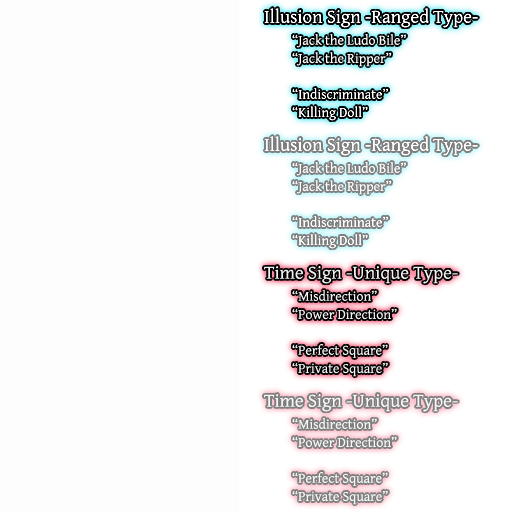 Illusion Sign -Ranged Type-
“Jack the Ludo Bile”
“Jack the Ripper”
“Indiscriminate”
“Killing Doll”
Illusion Sign -Ranged Type-
“Jack the Ludo Bile”
“Jack the Ripper”
“Indiscriminate”
“Killing Doll”
Time Sign -Unique Type-
“Misdirection”
“Power Direction”
“Perfect Square”
“Private Square”
Time Sign -Unique Type-
“Misdirection”
“Power Direction”
“Perfect Square”
“Private Square”